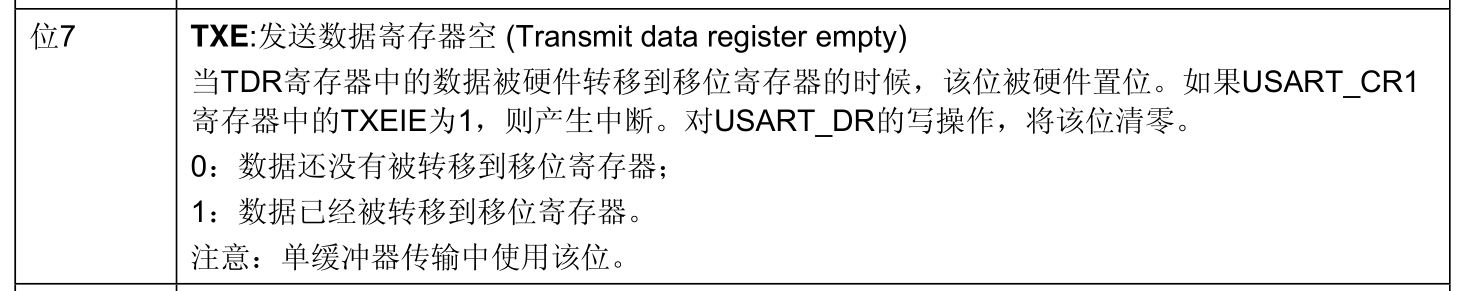 位7
TXE:发送数据寄存器空 (Transmit data register empty)
当TDR寄存器中的数据被硬件转移到移位寄存器的时候，该位被硬件置位。如果USART_CR1
寄存器中的TXEIE为1，则产生中断。对USART_DR的写操作，将该位清零。
0：数据还没有被转移到移位寄存器；
1：数据已经被转移到移位寄存器。
注意：单缓冲器传输中使用该位。